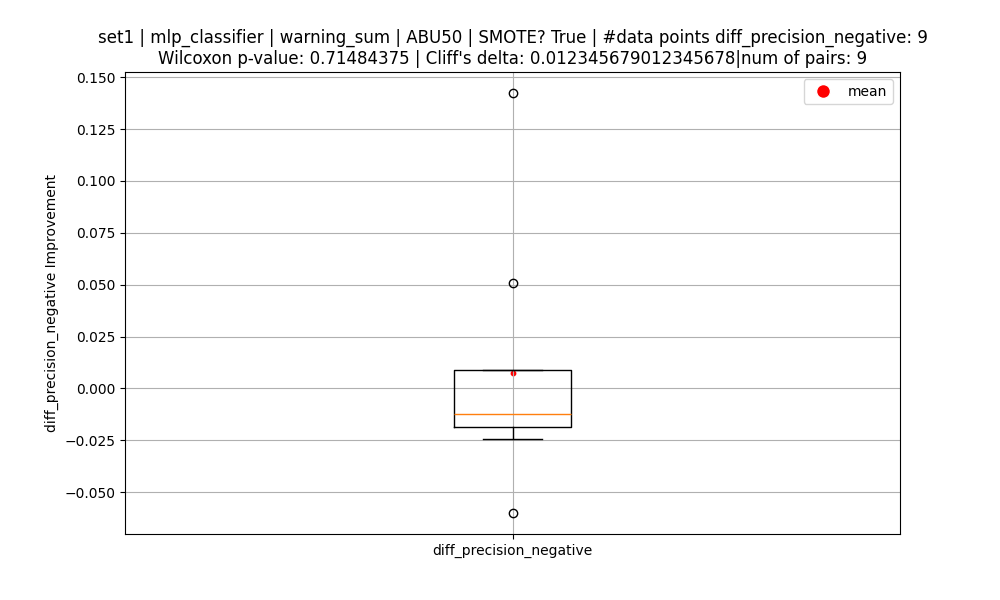 set1 | mlp_classifier | warning_sum | ABU50 | SMOTE? True | #data points diff_precision_negative: 9
Wilcoxon p-value: 0.71484375 | Cliff's delta: 0.012345679012345678|num of pairs: 9
mean
0.150
0.125
0.100
0.075
0.050
0.025
0.000
−0.025
−0.050
diff_precision_negative Improvement
diff_precision_negative